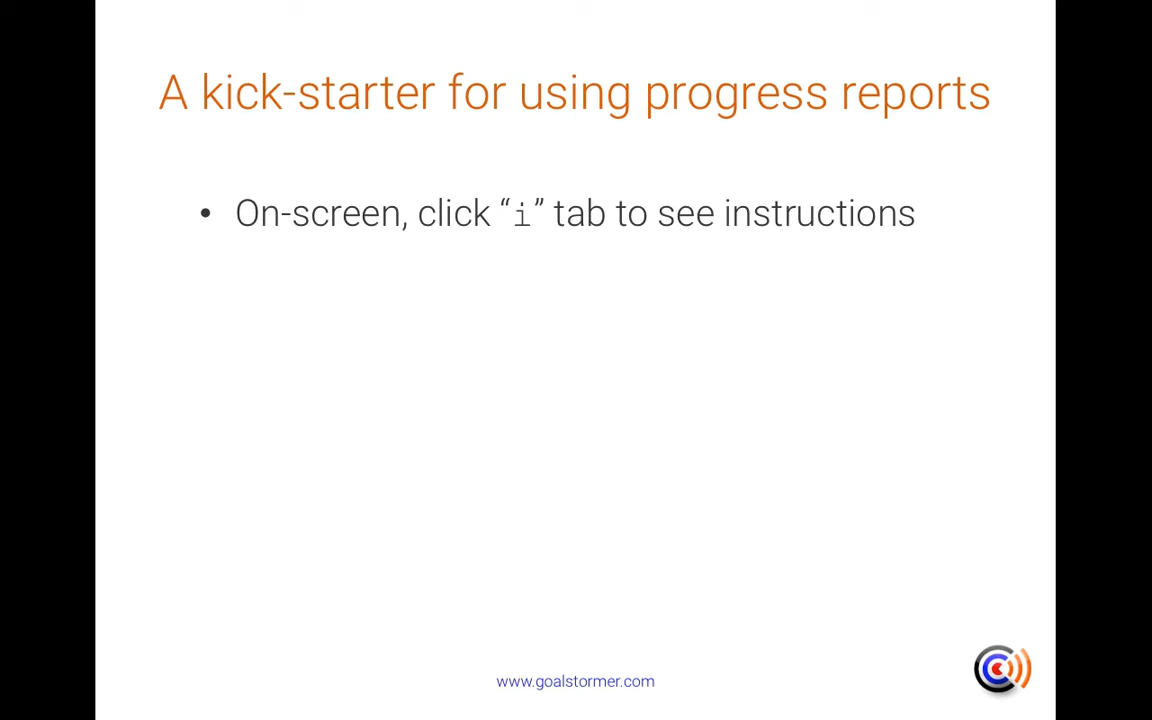 A kick-starter for using progress reports
• On-screen, click “i” tab to see instructions
www.goalstormer.com